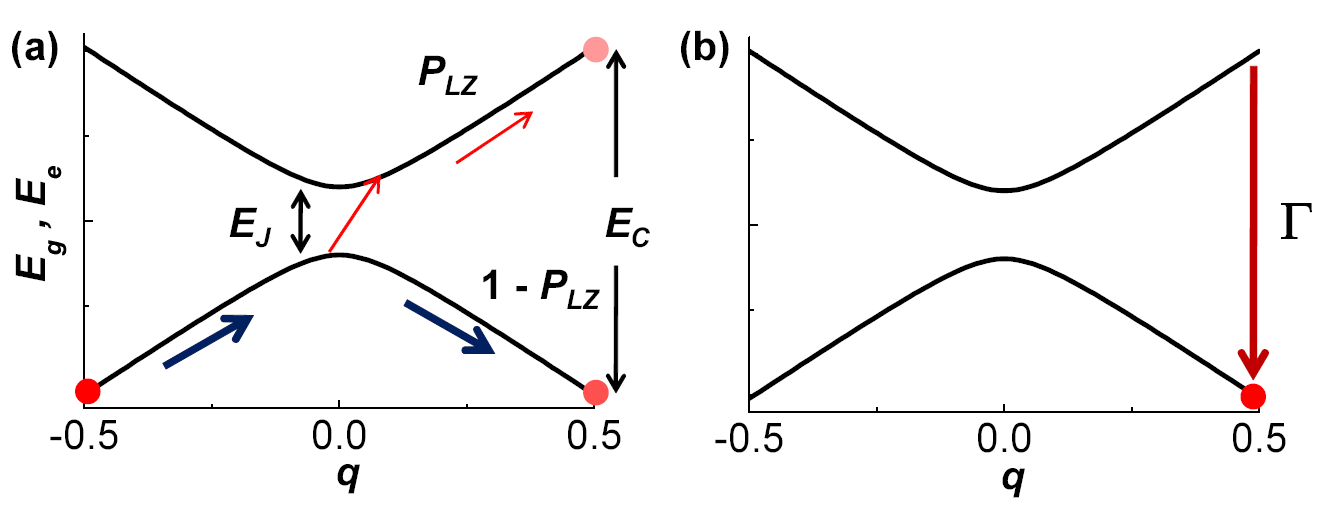 (a)
P_LZ
E_g , E_e
E_J
E_C
1 - P_LZ
-0.5
0.0
0.5
q
(b)
Γ
-0.5
0.0
0.5
q